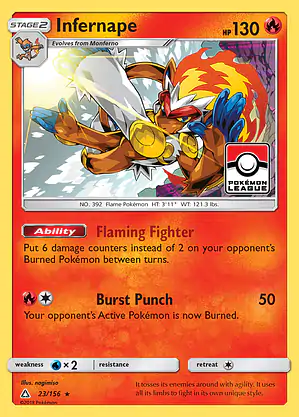 STAGE 2 Infernape HP 130
Evolves from Monferno
POKÉMON
LEAGUE
NO. 392 Flame Pokémon HT: 3'11" WT: 121.3 lbs.
Ability Flaming Fighter
Put 6 damage counters instead of 2 on your opponent's
Burned Pokémon between turns.
Burst Punch 50
Your opponent's Active Pokémon is now Burned.
weakness ×2 resistance retreat
Illus. nagimiso
23/156 ★
©2018 Pokémon
It tosses its enemies around with agility. It uses
all its limbs to fight in its own unique style.